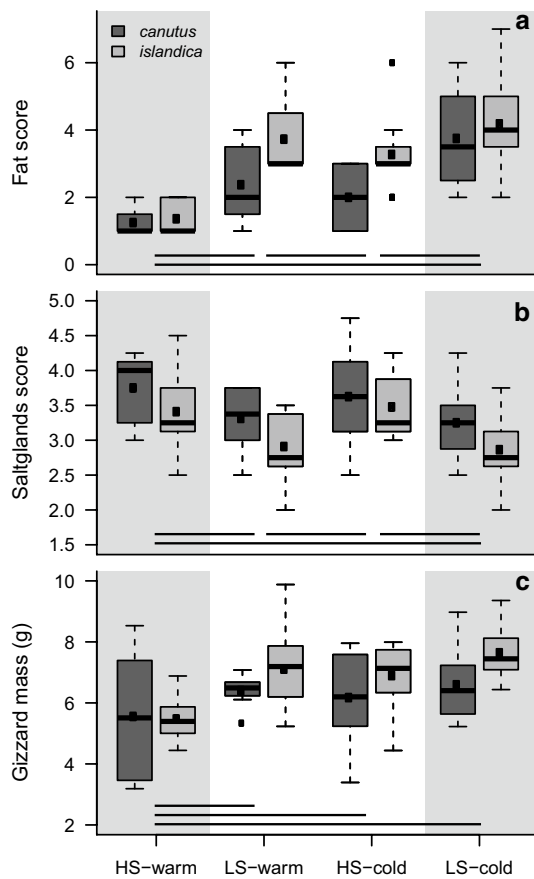 a
canutus
islandica
Fat score
6
4
2
0
b
Saltglands score
5.0
4.5
4.0
3.5
3.0
2.5
2.0
1.5
c
Gizzard mass (g)
10
8
6
4
2
HS−warm LS−warm HS−cold LS−cold